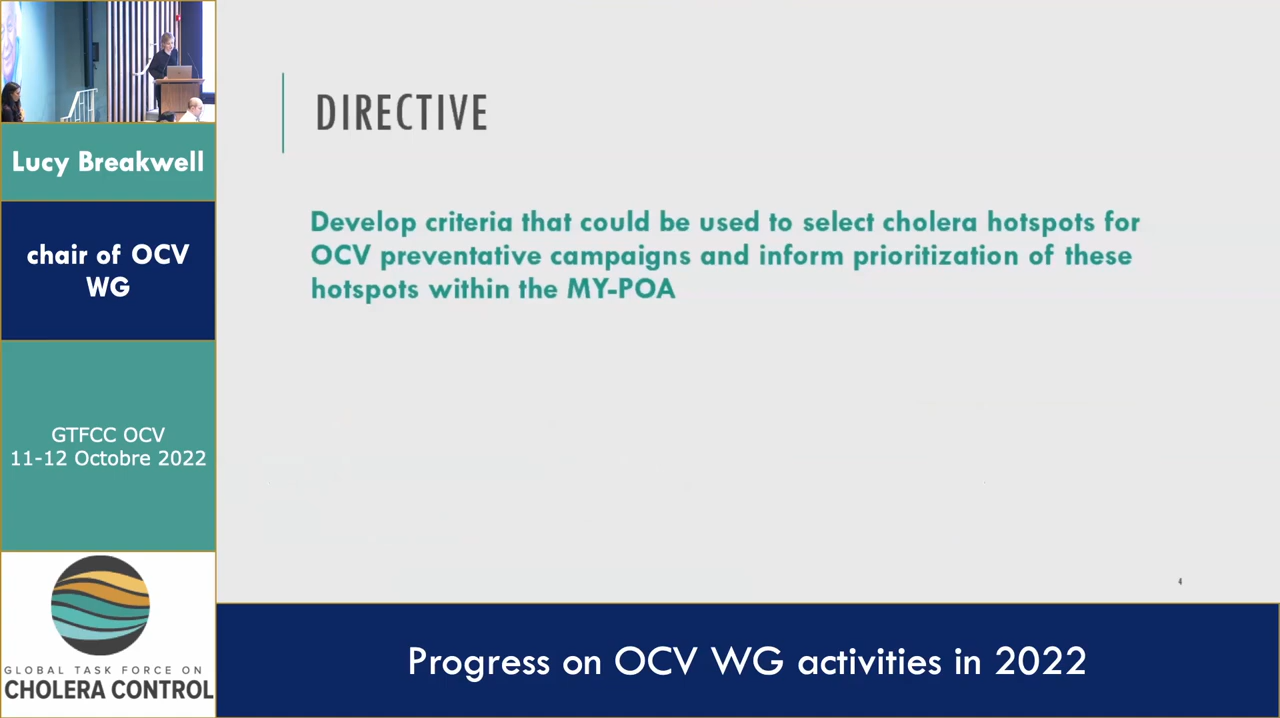 Lucy Breakwell
chair of OCV
WG
GTFCC OCV
11-12 Octobre 2022
GLOBAL TASK FORCE ON
CHOLERA CONTROL
DIRECTIVE
Develop criteria that could be used to select cholera hotspots for
OCV preventative campaigns and inform prioritization of these
hotspots within the MY-POA
4
Progress on OCV WG activities in 2022